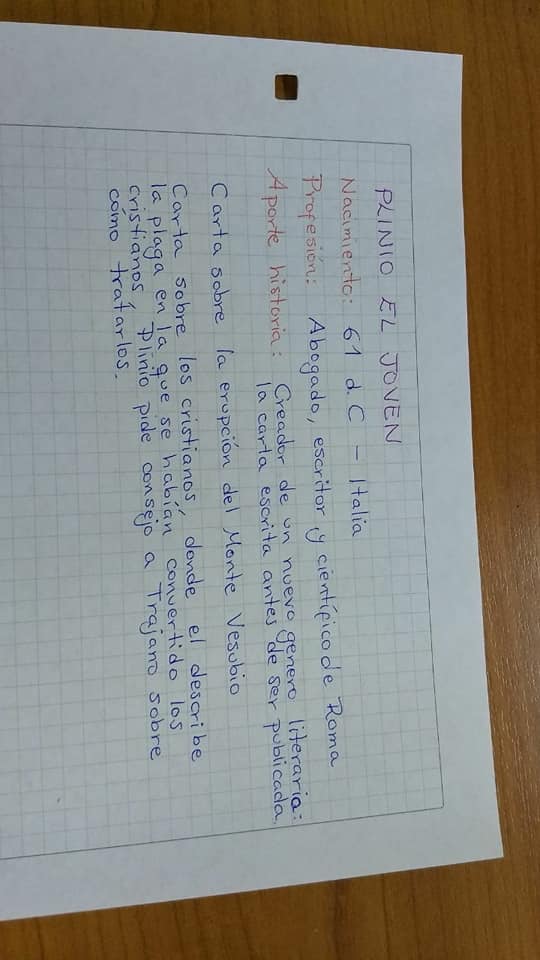 PLINIO EL JOVEN
Nacimiento: 61 d.C - Italia
Profesión: Abogado, escritor y científico de Roma
Aporte historia: Creador de un nuevo genero literaria:
la carta escrita antes de ser publicada.
Carta sobre la erupción del Monte Vesubio
Carta sobre los cristianos, donde el describe
la plaga en la que se habían convertido los
cristianos, Plinio pide consejo a Trajano sobre
como tratarlos.